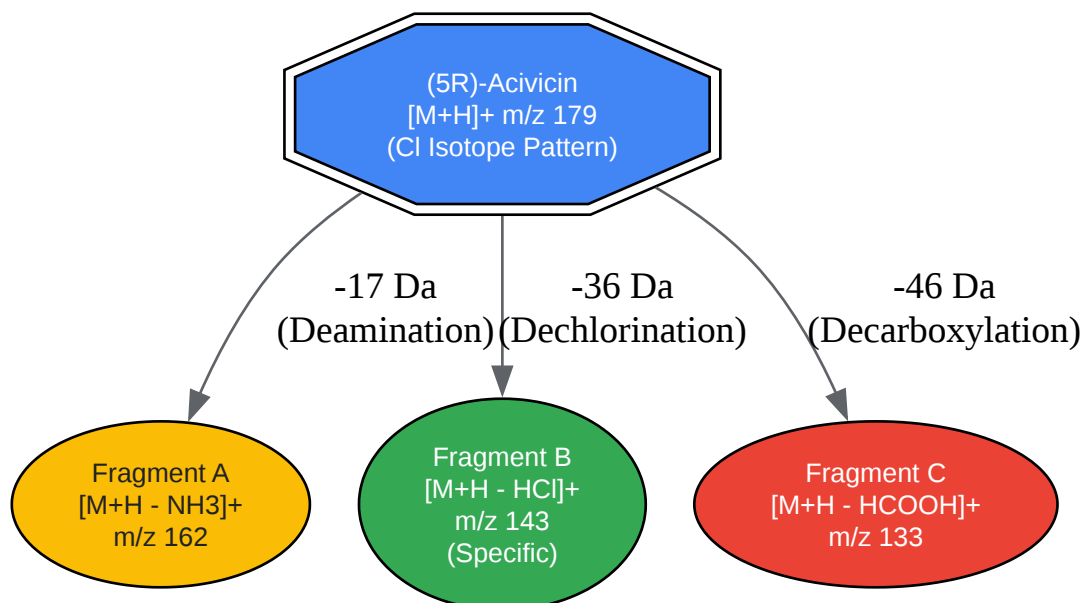 (5R)-Acivicin
[M+H]+ m/z 179
(Cl Isotope Pattern)
-17 Da
(Deamination)
-36 Da
(Dechlorination)
-46 Da
(Decarboxylation)
Fragment A
[M+H - NH3]+
m/z 162
Fragment B
[M+H - HCl]+
m/z 143
(Specific)
Fragment C
[M+H - HCOOH]+
m/z 133